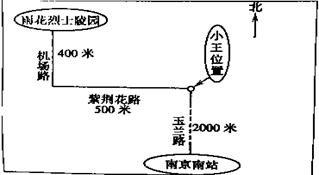 雨花烈士陵园
北
小王位置
机场路
400 米
紫荆花路
500 米
玉兰路
2000 米
南京南站